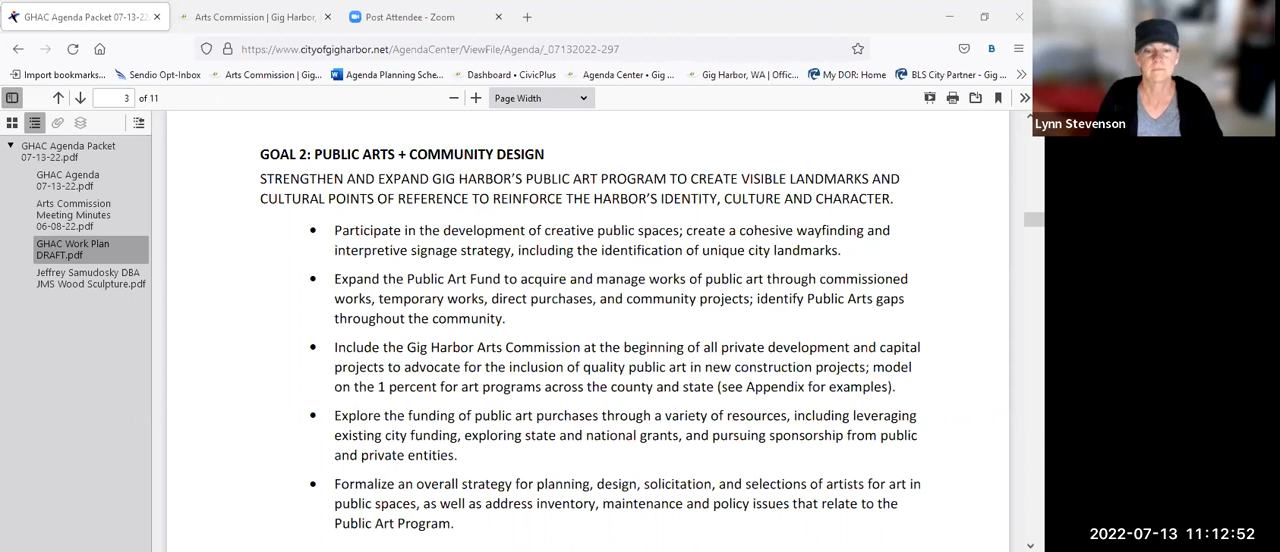 GHAC Agenda Packet 07-13-22.
Arts Commission | Gig Harbor,
Post Attendee - Zoom
https://www.cityofgigharbor.net/AgendaCenter/ViewFile/Agenda/_07132022-297
Import bookmarks...
Sendio Opt-Inbox
Arts Commission | Gig...
Agenda Planning Sche...
Dashboard • CivicPlus
Agenda Center • Gig ...
Gig Harbor, WA | Offic...
My DOR: Home
BLS City Partner - Gig ...
3 of 11
Page Width
GHAC Agenda Packet
07-13-22.pdf
GHAC Agenda
07-13-22.pdf
Arts Commission
Meeting Minutes
06-08-22.pdf
GHAC Work Plan
DRAFT.pdf
Jeffrey Samudosky DBA
JMS Wood Sculpture.pdf
GOAL 2: PUBLIC ARTS + COMMUNITY DESIGN
STRENGTHEN AND EXPAND GIG HARBOR'S PUBLIC ART PROGRAM TO CREATE VISIBLE LANDMARKS AND
CULTURAL POINTS OF REFERENCE TO REINFORCE THE HARBOR'S IDENTITY, CULTURE AND CHARACTER.
• Participate in the development of creative public spaces; create a cohesive wayfinding and
interpretive signage strategy, including the identification of unique city landmarks.
• Expand the Public Art Fund to acquire and manage works of public art through commissioned
works, temporary works, direct purchases, and community projects; identify Public Arts gaps
throughout the community.
• Include the Gig Harbor Arts Commission at the beginning of all private development and capital
projects to advocate for the inclusion of quality public art in new construction projects; model
on the 1 percent for art programs across the county and state (see Appendix for examples).
• Explore the funding of public art purchases through a variety of resources, including leveraging
existing city funding, exploring state and national grants, and pursuing sponsorship from public
and private entities.
• Formalize an overall strategy for planning, design, solicitation, and selections of artists for art in
public spaces, as well as address inventory, maintenance and policy issues that relate to the
Public Art Program.
Lynn Stevenson
2022-07-13 11:12:52